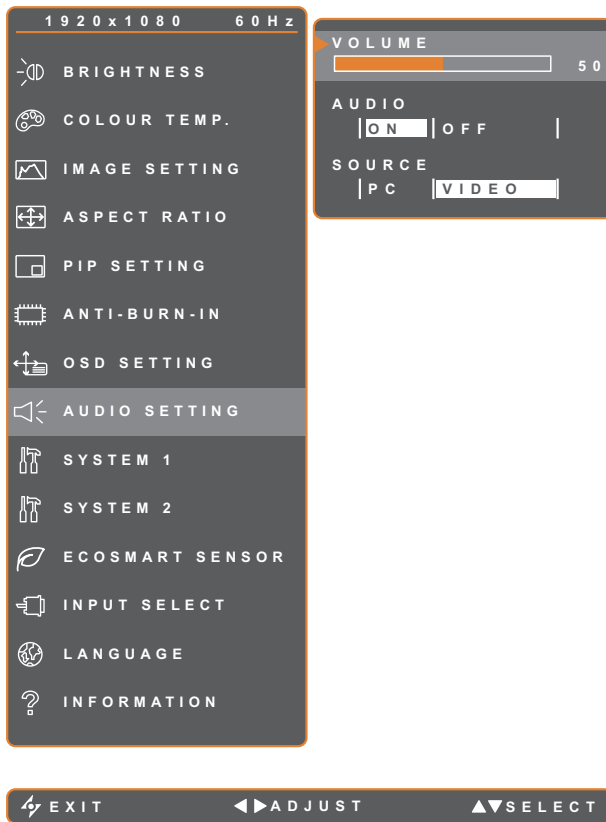 1920x1080 60Hz
BRIGHTNESS
COLOUR TEMP.
IMAGE SETTING
ASPECT RATIO
PIP SETTING
ANTI-BURN-IN
OSD SETTING
AUDIO SETTING
SYSTEM 1
SYSTEM 2
ECOSMART SENSOR
INPUT SELECT
LANGUAGE
INFORMATION
VOLUME
50
AUDIO
ON OFF
SOURCE
PC VIDEO
EXIT ADJUST SELECT